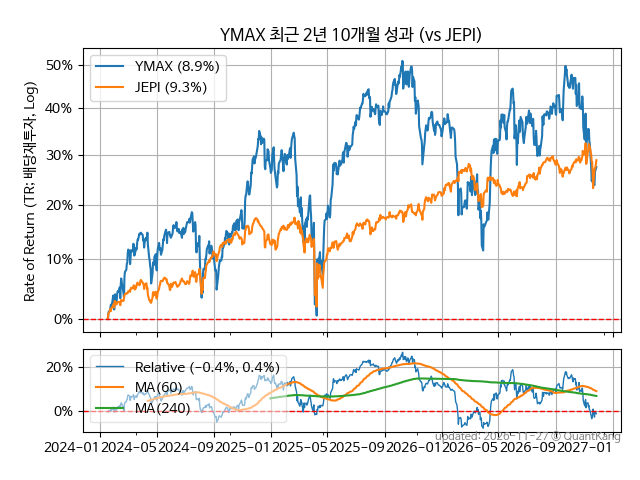 YMAX 최근 2년 10개월 성과 (vs JEPI)
Rate of Return (TR: 배당재투자, Log)
50%
40%
30%
20%
10%
0%
YMAX (8.9%)
JEPI (9.3%)
20%
0%
Relative (−0.4%, 0.4%)
MA(60)
MA(240)
2024-01 2024-05 2024-09 2025-01 2025-05 2025-09 2026-01 2026-05 2026-09 2027-01
updated: 2026-11-27 © QuantKang